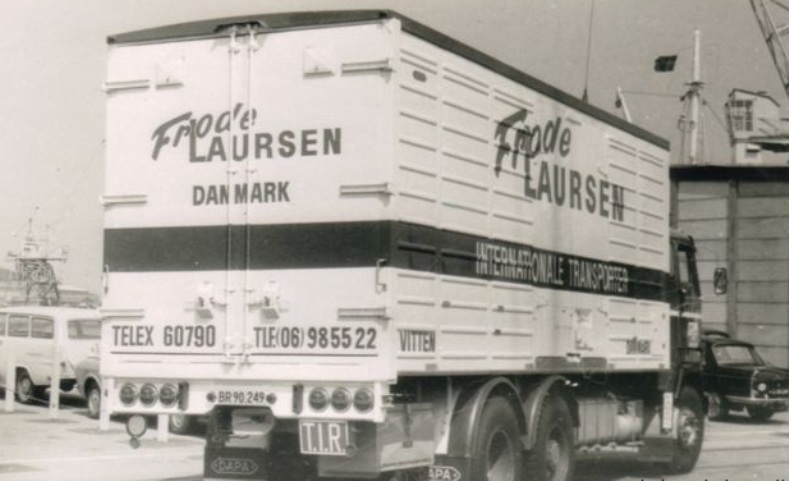 Frode
LAURSEN
DANMARK
TELEX 60790
TLF.(06) 98 55 22
BR 90.249
T.I.R.
DAPA
Frode
LAURSEN
INTERNATIONALE TRANSPORTER
VITTEN